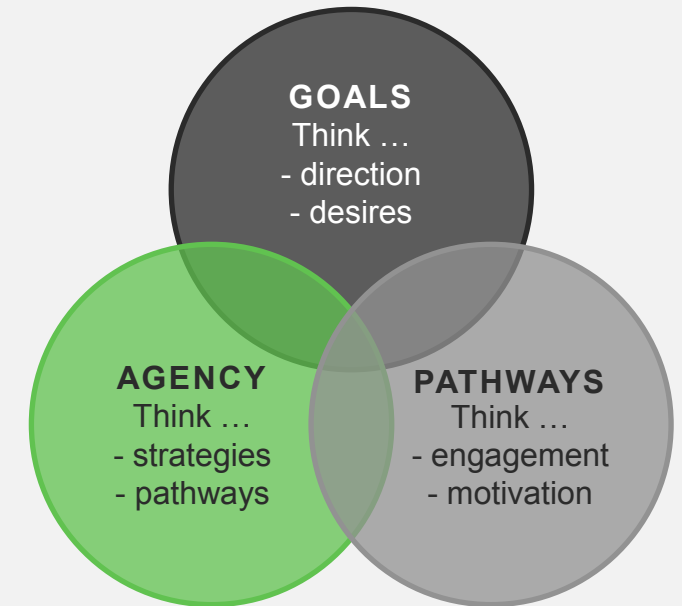 GOALS
Think …
- direction
- desires
AGENCY
Think …
- strategies
- pathways
PATHWAYS
Think …
- engagement
- motivation